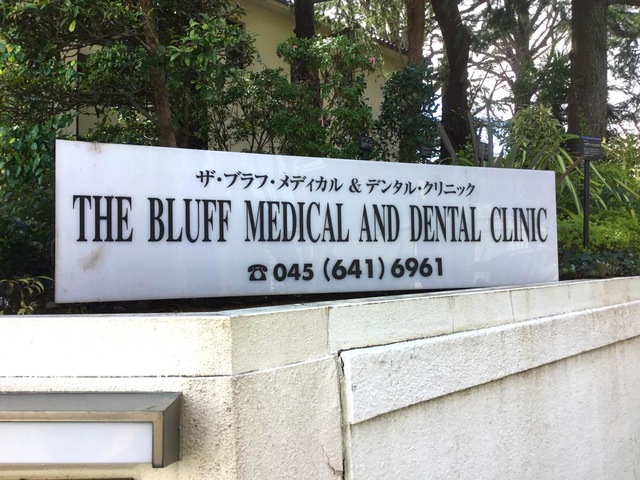 ザ・ブラフ・メディカル & デンタル・クリニック
THE BLUFF MEDICAL AND DENTAL CLINIC
☎ 045 (641) 6961